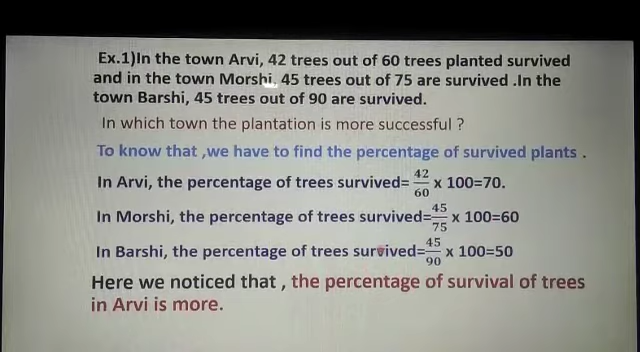 Ex.1)In the town Arvi, 42 trees out of 60 trees planted survived
and in the town Morshi. 45 trees out of 75 are survived .In the
town Barshi, 45 trees out of 90 are survived.
In which town the plantation is more successful ?
To know that ,we have to find the percentage of survived plants .
In Arvi, the percentage of trees survived= 42/60 x 100=70.
In Morshi, the percentage of trees survived=45/75 x 100=60
In Barshi, the percentage of trees survived=45/90 x 100=50
Here we noticed that , the percentage of survival of trees
in Arvi is more.